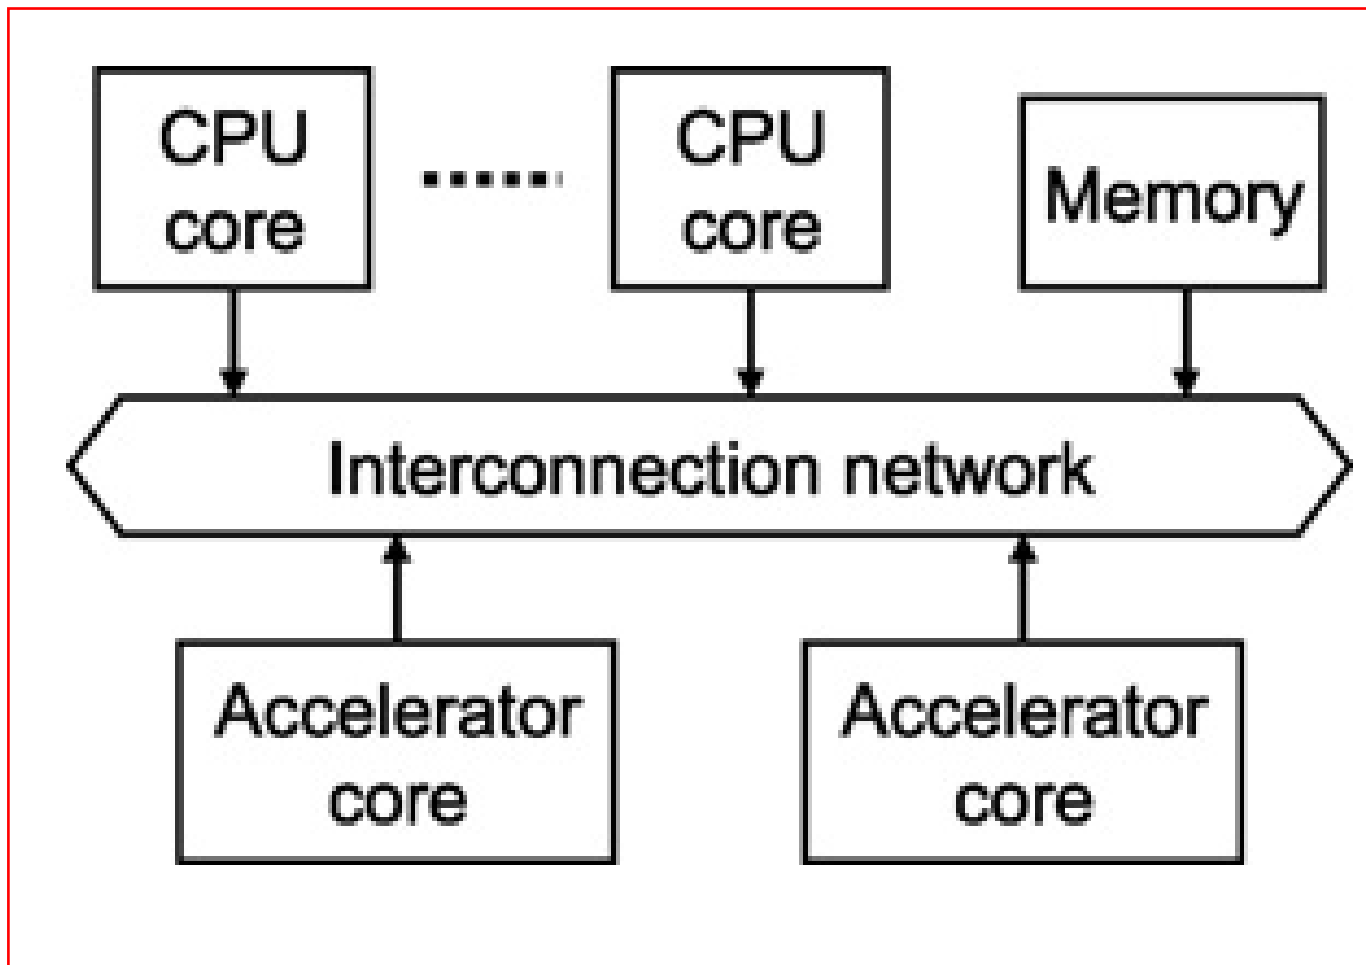 CPU
core
CPU
core
Memory
Interconnection network
Accelerator
core
Accelerator
core